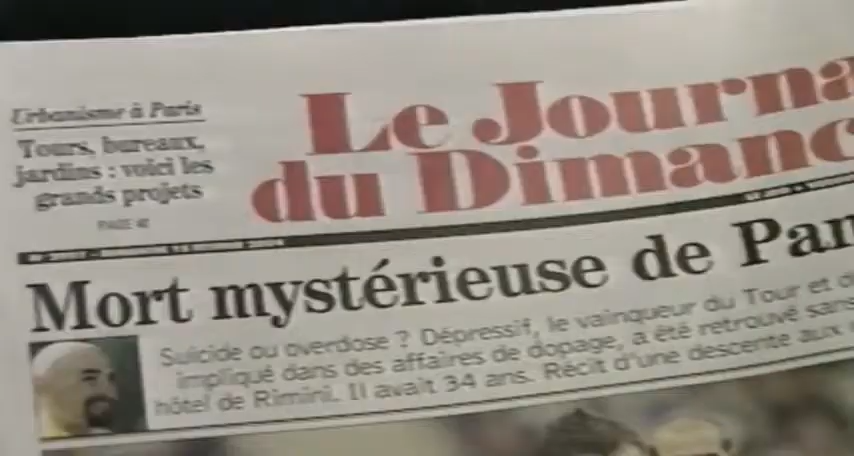 Urbanisme à Paris
Tours, bureaux,
jardins : voici les
grands projets
PAGE
Le Journa
du Dimanc
Mort mystérieuse de Pan
Suicide ou overdose ? Dépressif, le vainqueur du Tour et d
impliqué dans des affaires de dopage, a été retrouvé sans
hôtel de Rimini. Il avait 34 ans. Récit d'une descente aux